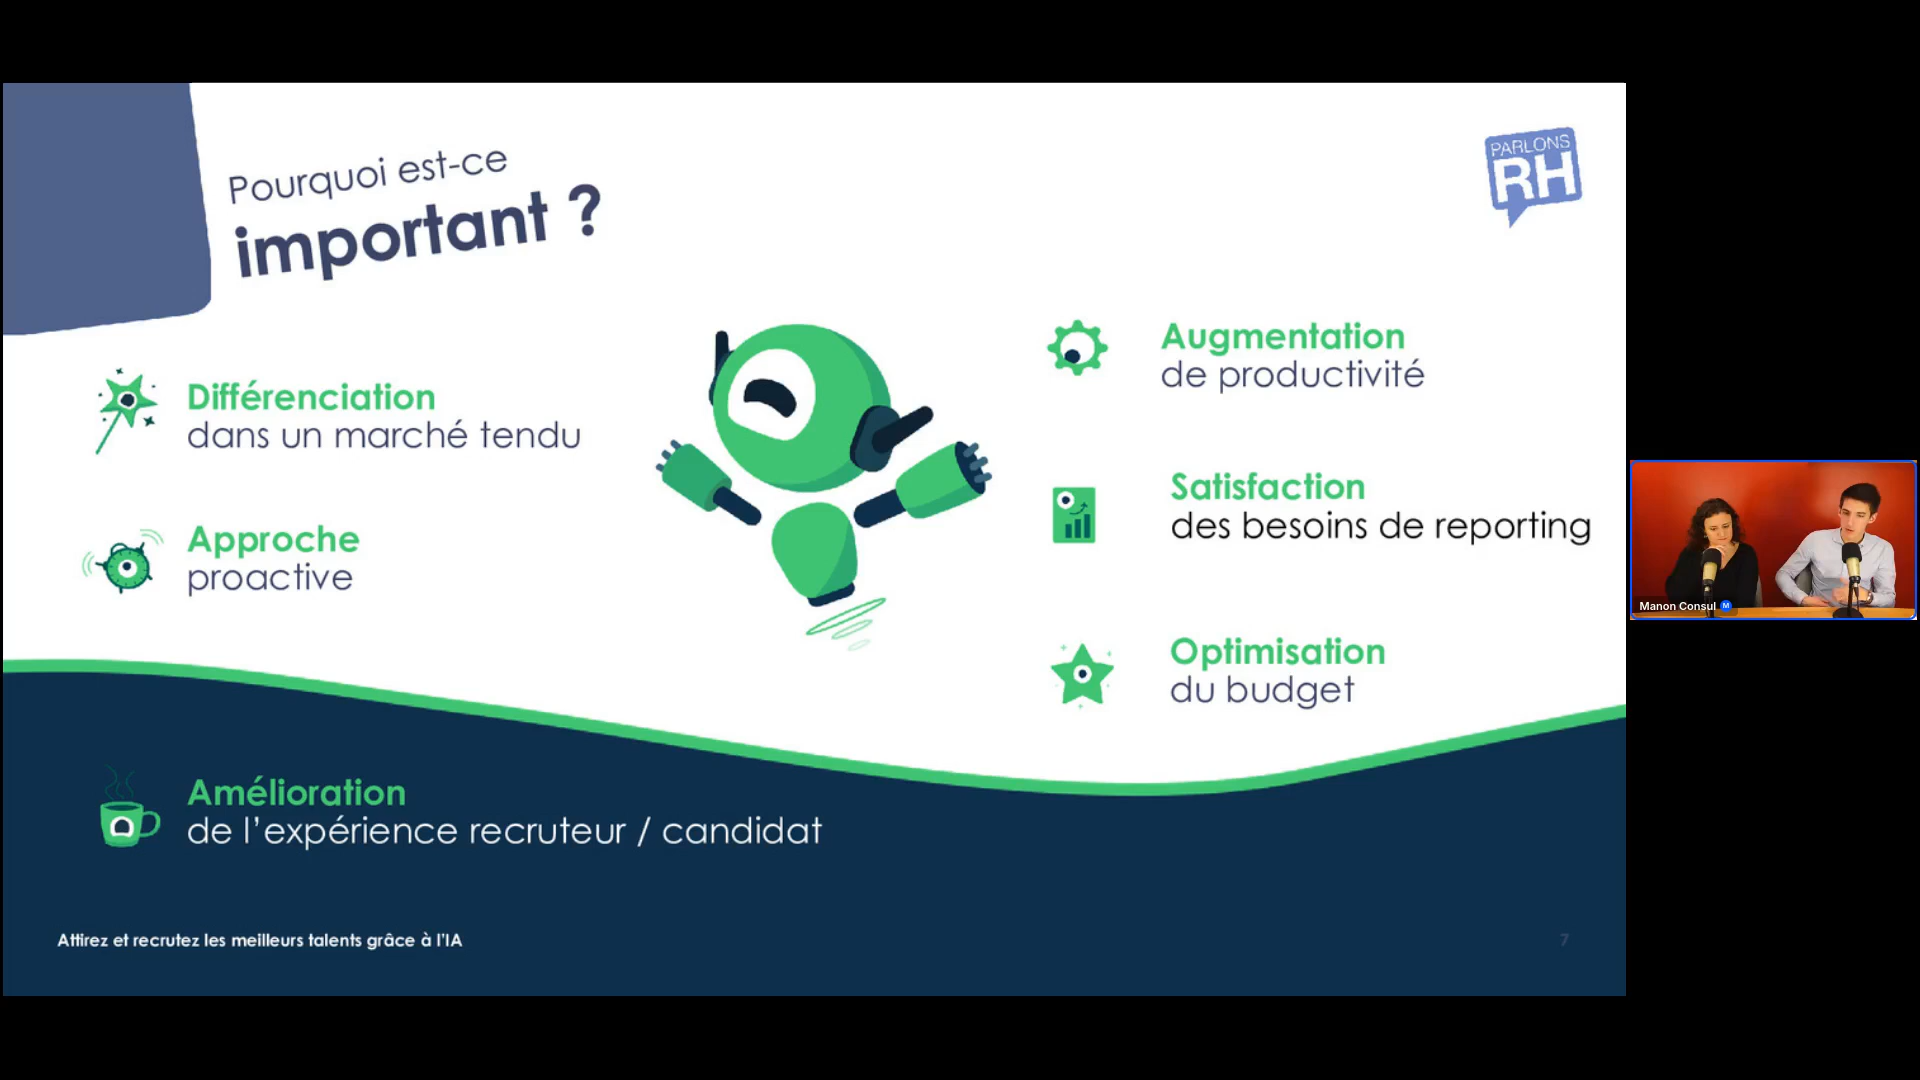 Pourquoi est-ce
important ?
PARLONS
RH
Différenciation
dans un marché tendu
Approche
proactive
Augmentation
de productivité
Satisfaction
des besoins de reporting
Optimisation
du budget
Amélioration
de l'expérience recruteur / candidat
Attirez et recrutez les meilleurs talents grâce à l'IA
7
Manon Consul M